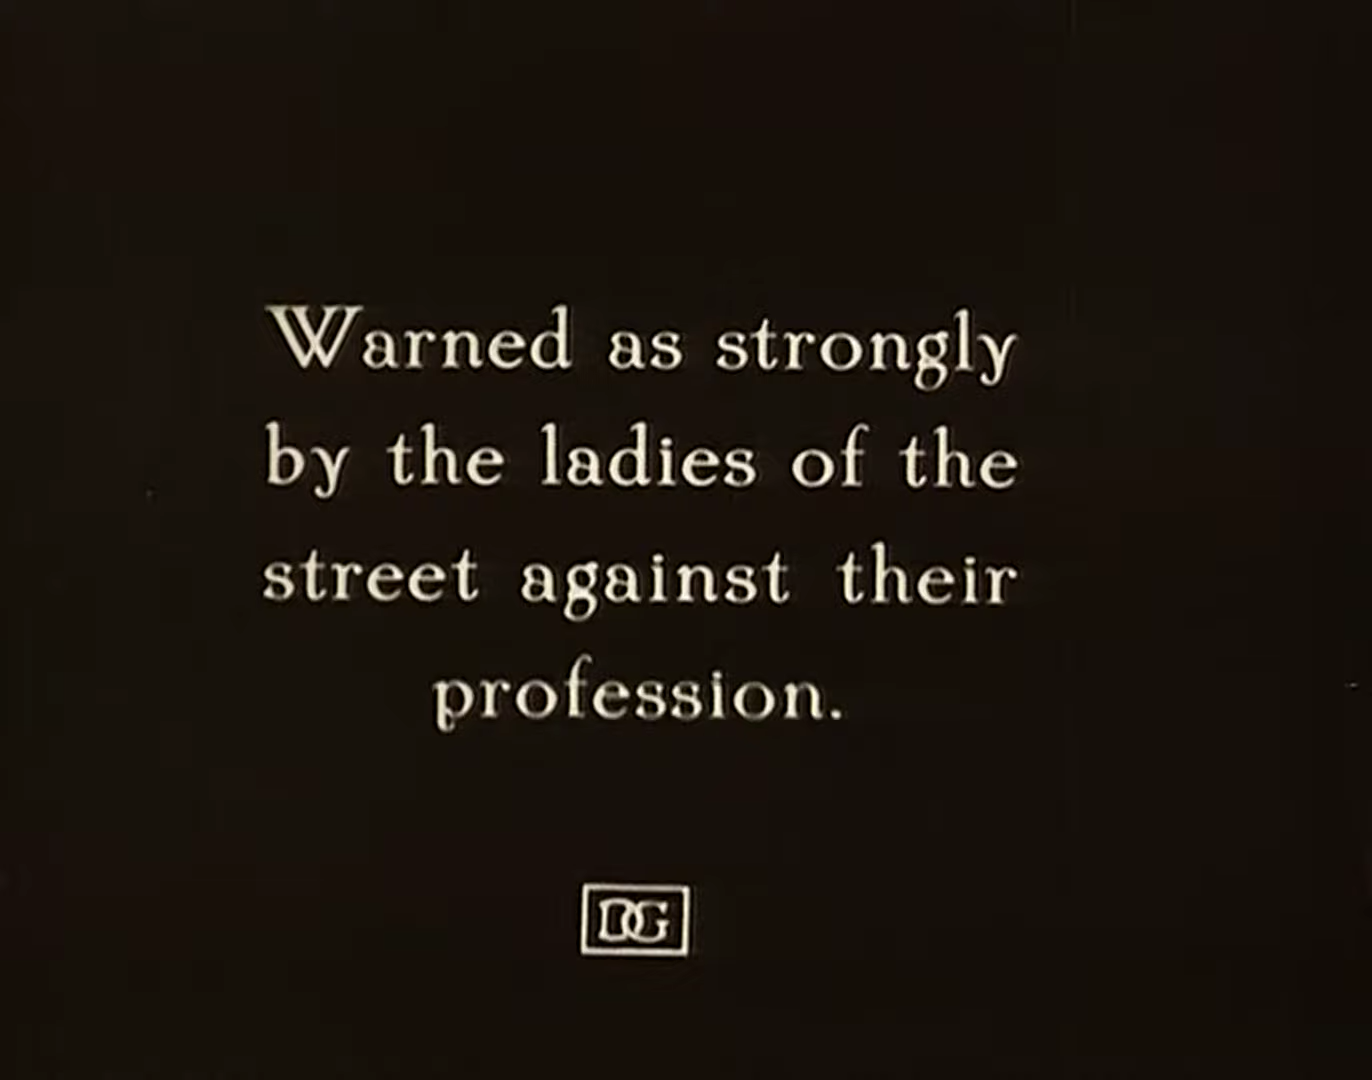 Warned as strongly
by the ladies of the
street against their
profession.
DG